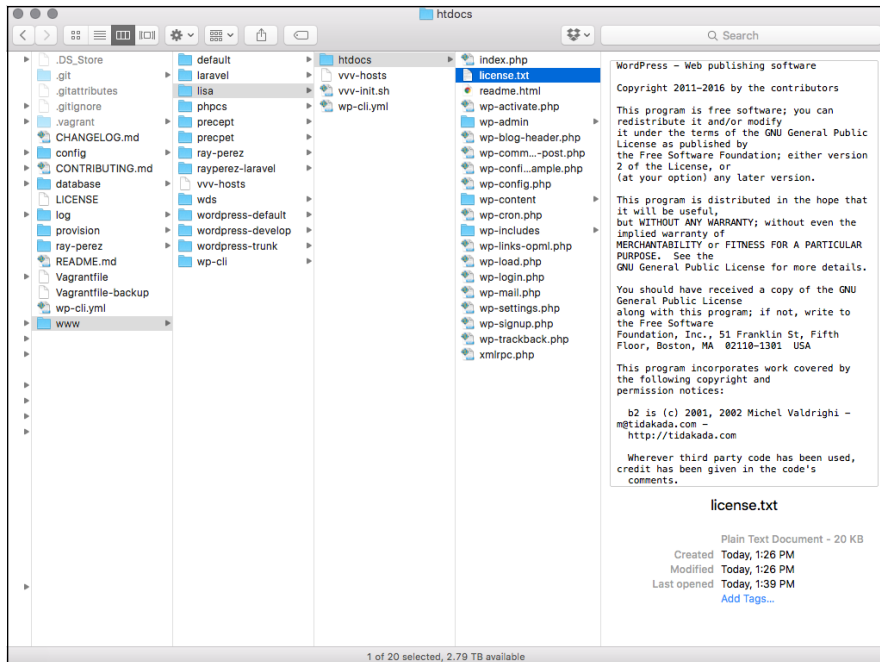 htdocs
Search
.DS_Store
.git
.gitattributes
.gitignore
.vagrant
CHANGELOG.md
config
CONTRIBUTING.md
database
LICENSE
log
provision
ray-perez
README.md
Vagrantfile
Vagrantfile-backup
wp-cli.yml
www
default
laravel
lisa
phpcs
precept
precpet
ray-perez
rayperez-laravel
vvv-hosts
wds
wordpress-default
wordpress-develop
wordpress-trunk
wp-cli
htdocs
vvv-hosts
vvv-init.sh
wp-cli.yml
index.php
license.txt
readme.html
wp-activate.php
wp-admin
wp-blog-header.php
wp-comm...-post.php
wp-confi...ample.php
wp-config.php
wp-content
wp-cron.php
wp-includes
wp-links-opml.php
wp-load.php
wp-login.php
wp-mail.php
wp-settings.php
wp-signup.php
wp-trackback.php
xmlrpc.php
WordPress - Web publishing software
Copyright 2011-2016 by the contributors
This program is free software; you can
redistribute it and/or modify
it under the terms of the GNU General Public
License as published by
the Free Software Foundation; either version
2 of the License, or
(at your option) any later version.
This program is distributed in the hope that
it will be useful,
but WITHOUT ANY WARRANTY; without even the
implied warranty of
MERCHANTABILITY or FITNESS FOR A PARTICULAR
PURPOSE.  See the
GNU General Public License for more details.
You should have received a copy of the GNU
General Public License
along with this program; if not, write to
the Free Software
Foundation, Inc., 51 Franklin St, Fifth
Floor, Boston, MA  02110-1301  USA
This program incorporates work covered by
the following copyright and
permission notices:
b2 is (c) 2001, 2002 Michel Valdrighi -
m@tidakada.com -
http://tidakada.com
Wherever third party code has been used,
credit has been given in the code's
comments.
license.txt
Plain Text Document - 20 KB
Created Today, 1:26 PM
Modified Today, 1:26 PM
Last opened Today, 1:39 PM
Add Tags...
1 of 20 selected, 2.79 TB available